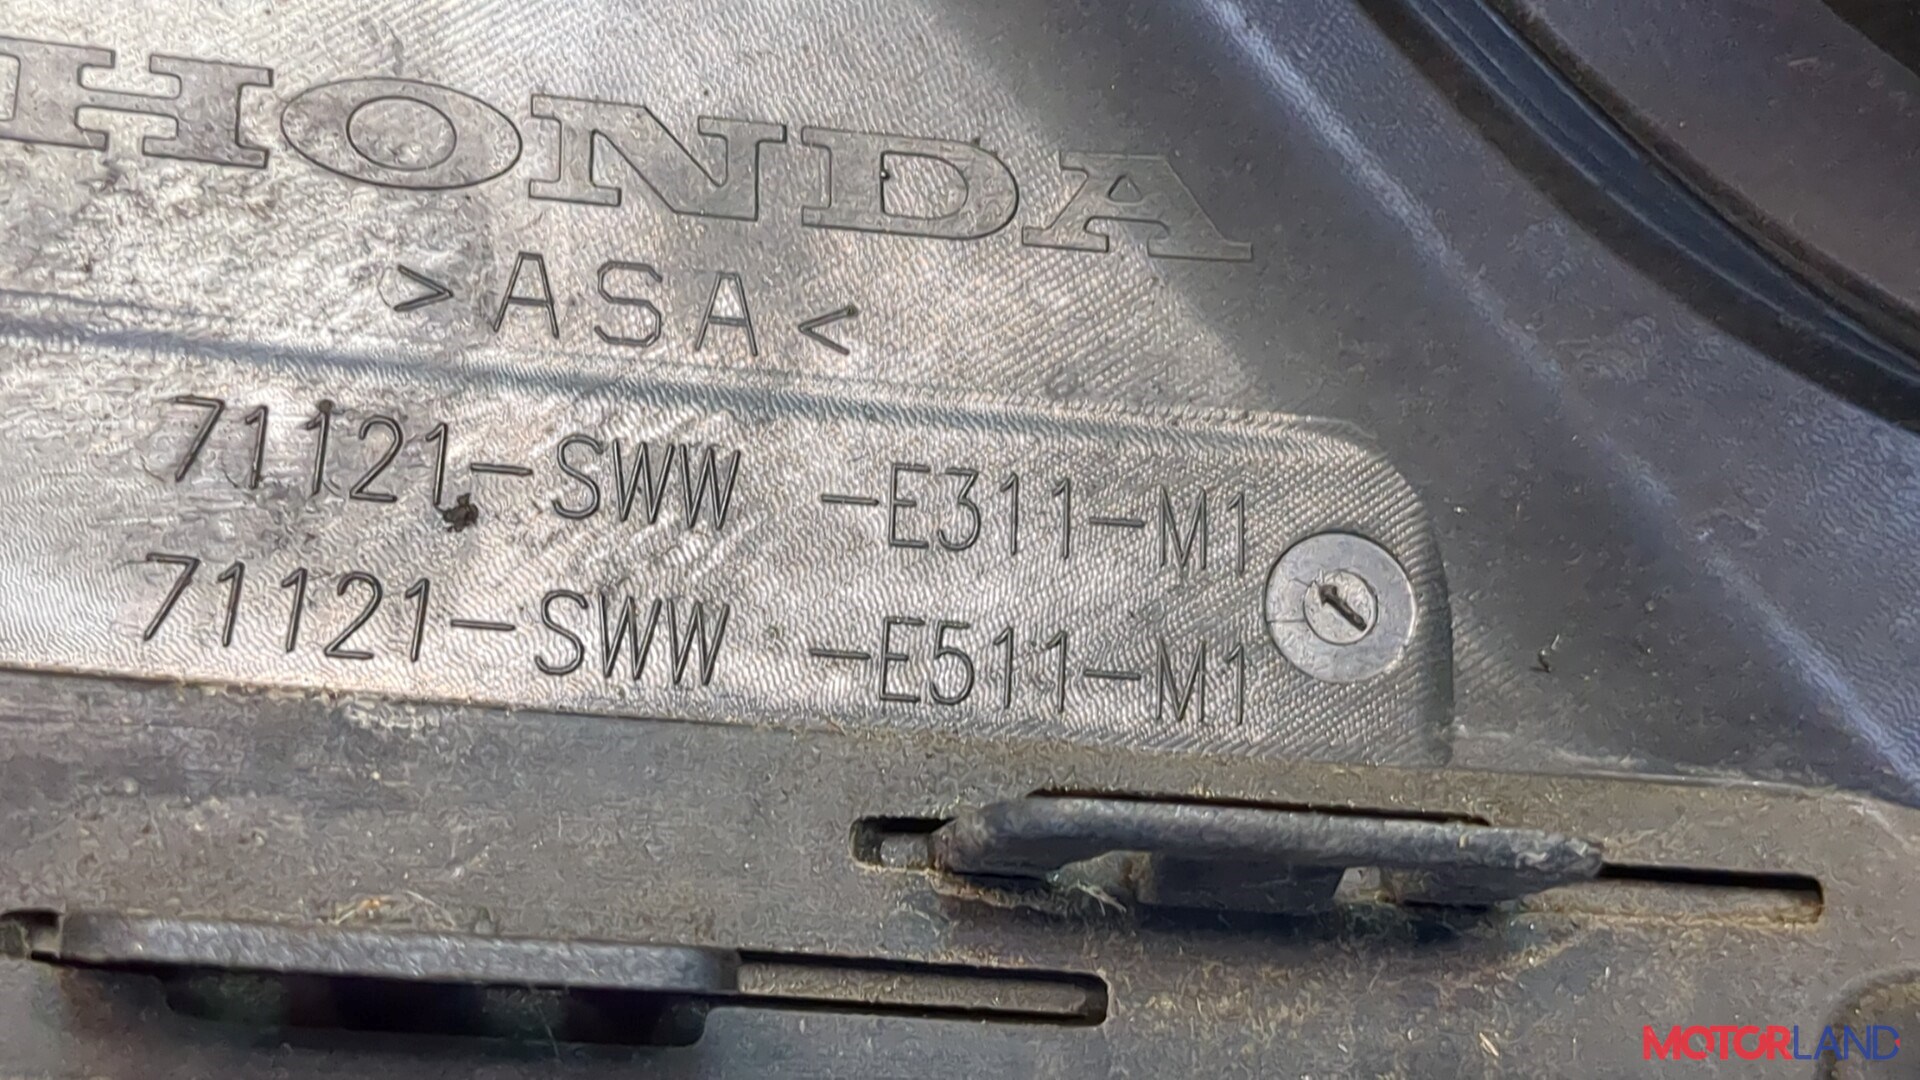 HONDA
>ASA<
71121-SWW -E311-M1
71121-SWW -E511-M1
MOTORLAND